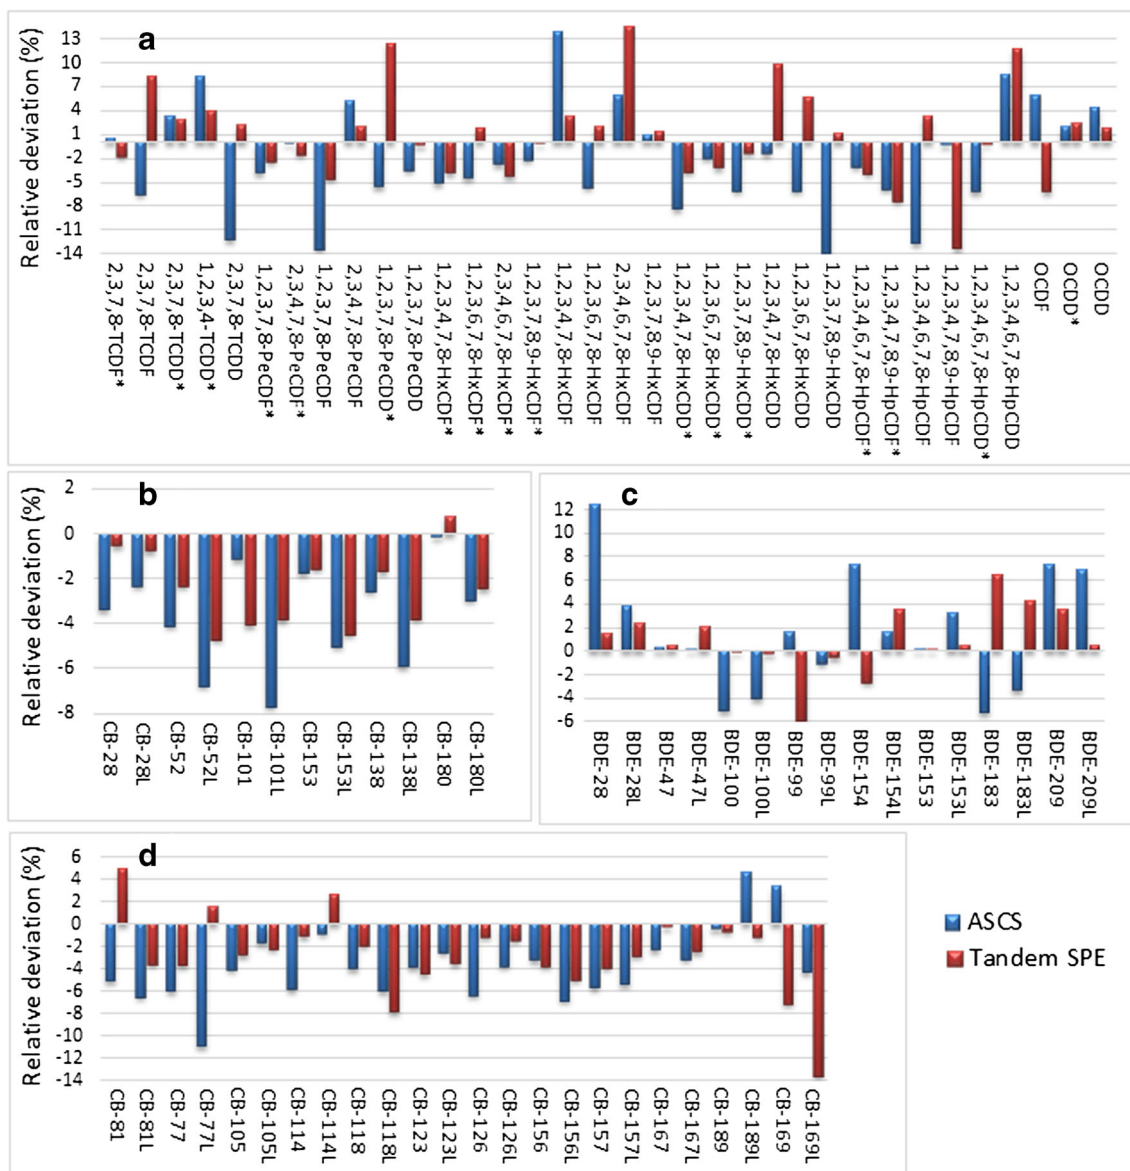 a
Relative deviation (%)
13
10
7
4
1
-2
-5
-8
-11
-14
2,3,7,8-TCDF*
2,3,7,8-TCDF
2,3,7,8-TCDD*
1,2,3,4-TCDD*
2,3,7,8-TCDD
1,2,3,7,8-PeCDF*
2,3,4,7,8-PeCDF*
1,2,3,7,8-PeCDF
2,3,4,7,8-PeCDF
1,2,3,7,8-PeCDD*
1,2,3,7,8-PeCDD
1,2,3,4,7,8-HxCDF*
1,2,3,6,7,8-HxCDF*
2,3,4,6,7,8-HxCDF*
1,2,3,7,8,9-HxCDF*
1,2,3,4,7,8-HxCDF
1,2,3,6,7,8-HxCDF
2,3,4,6,7,8-HxCDF
1,2,3,7,8,9-HxCDF
1,2,3,4,7,8-HxCDD*
1,2,3,6,7,8-HxCDD*
1,2,3,7,8,9-HxCDD*
1,2,3,4,7,8-HxCDD
1,2,3,6,7,8-HxCDD
1,2,3,7,8,9-HxCDD
1,2,3,4,6,7,8-HpCDF*
1,2,3,4,7,8,9-HpCDF*
1,2,3,4,6,7,8-HpCDF
1,2,3,4,7,8,9-HpCDF
1,2,3,4,6,7,8-HpCDD*
1,2,3,4,6,7,8-HpCDD
OCDF
OCDD*
OCDD
b
Relative deviation (%)
2
0
-2
-4
-6
-8
CB-28
CB-28L
CB-52
CB-52L
CB-101
CB-101L
CB-153
CB-153L
CB-138
CB-138L
CB-180
CB-180L
c
12
10
8
6
4
2
0
-2
-4
-6
BDE-28
BDE-28L
BDE-47
BDE-47L
BDE-100
BDE-100L
BDE-99
BDE-99L
BDE-154
BDE-154L
BDE-153
BDE-153L
BDE-183
BDE-183L
BDE-209
BDE-209L
d
Relative deviation (%)
6
4
2
0
-2
-4
-6
-8
-10
-12
-14
CB-81
CB-81L
CB-77
CB-77L
CB-105
CB-105L
CB-114
CB-114L
CB-118
CB-118L
CB-123
CB-123L
CB-126
CB-126L
CB-156
CB-156L
CB-157
CB-157L
CB-167
CB-167L
CB-189
CB-189L
CB-169
CB-169L
ASCS
Tandem SPE